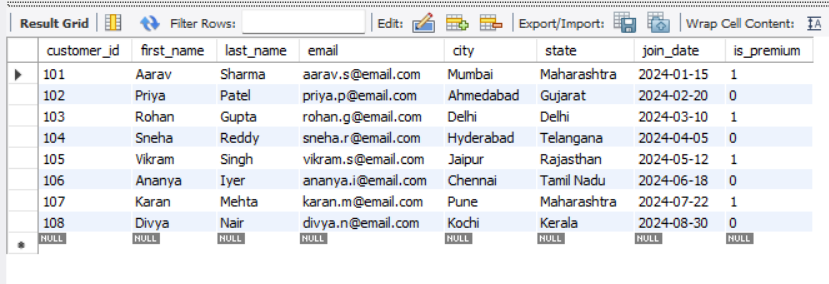 Result Grid Filter Rows: Edit: Export/Import: Wrap Cell Content: IA
customer_id first_name last_name email city state join_date is_premium
101 Aarav Sharma aarav.s@email.com Mumbai Maharashtra 2024-01-15 1
102 Priya Patel priya.p@email.com Ahmedabad Gujarat 2024-02-20 0
103 Rohan Gupta rohan.g@email.com Delhi Delhi 2024-03-10 1
104 Sneha Reddy sneha.r@email.com Hyderabad Telangana 2024-04-05 0
105 Vikram Singh vikram.s@email.com Jaipur Rajasthan 2024-05-12 1
106 Ananya Iyer ananya.i@email.com Chennai Tamil Nadu 2024-06-18 0
107 Karan Mehta karan.m@email.com Pune Maharashtra 2024-07-22 1
108 Divya Nair divya.n@email.com Kochi Kerala 2024-08-30 0
NULL NULL NULL NULL NULL NULL NULL NULL